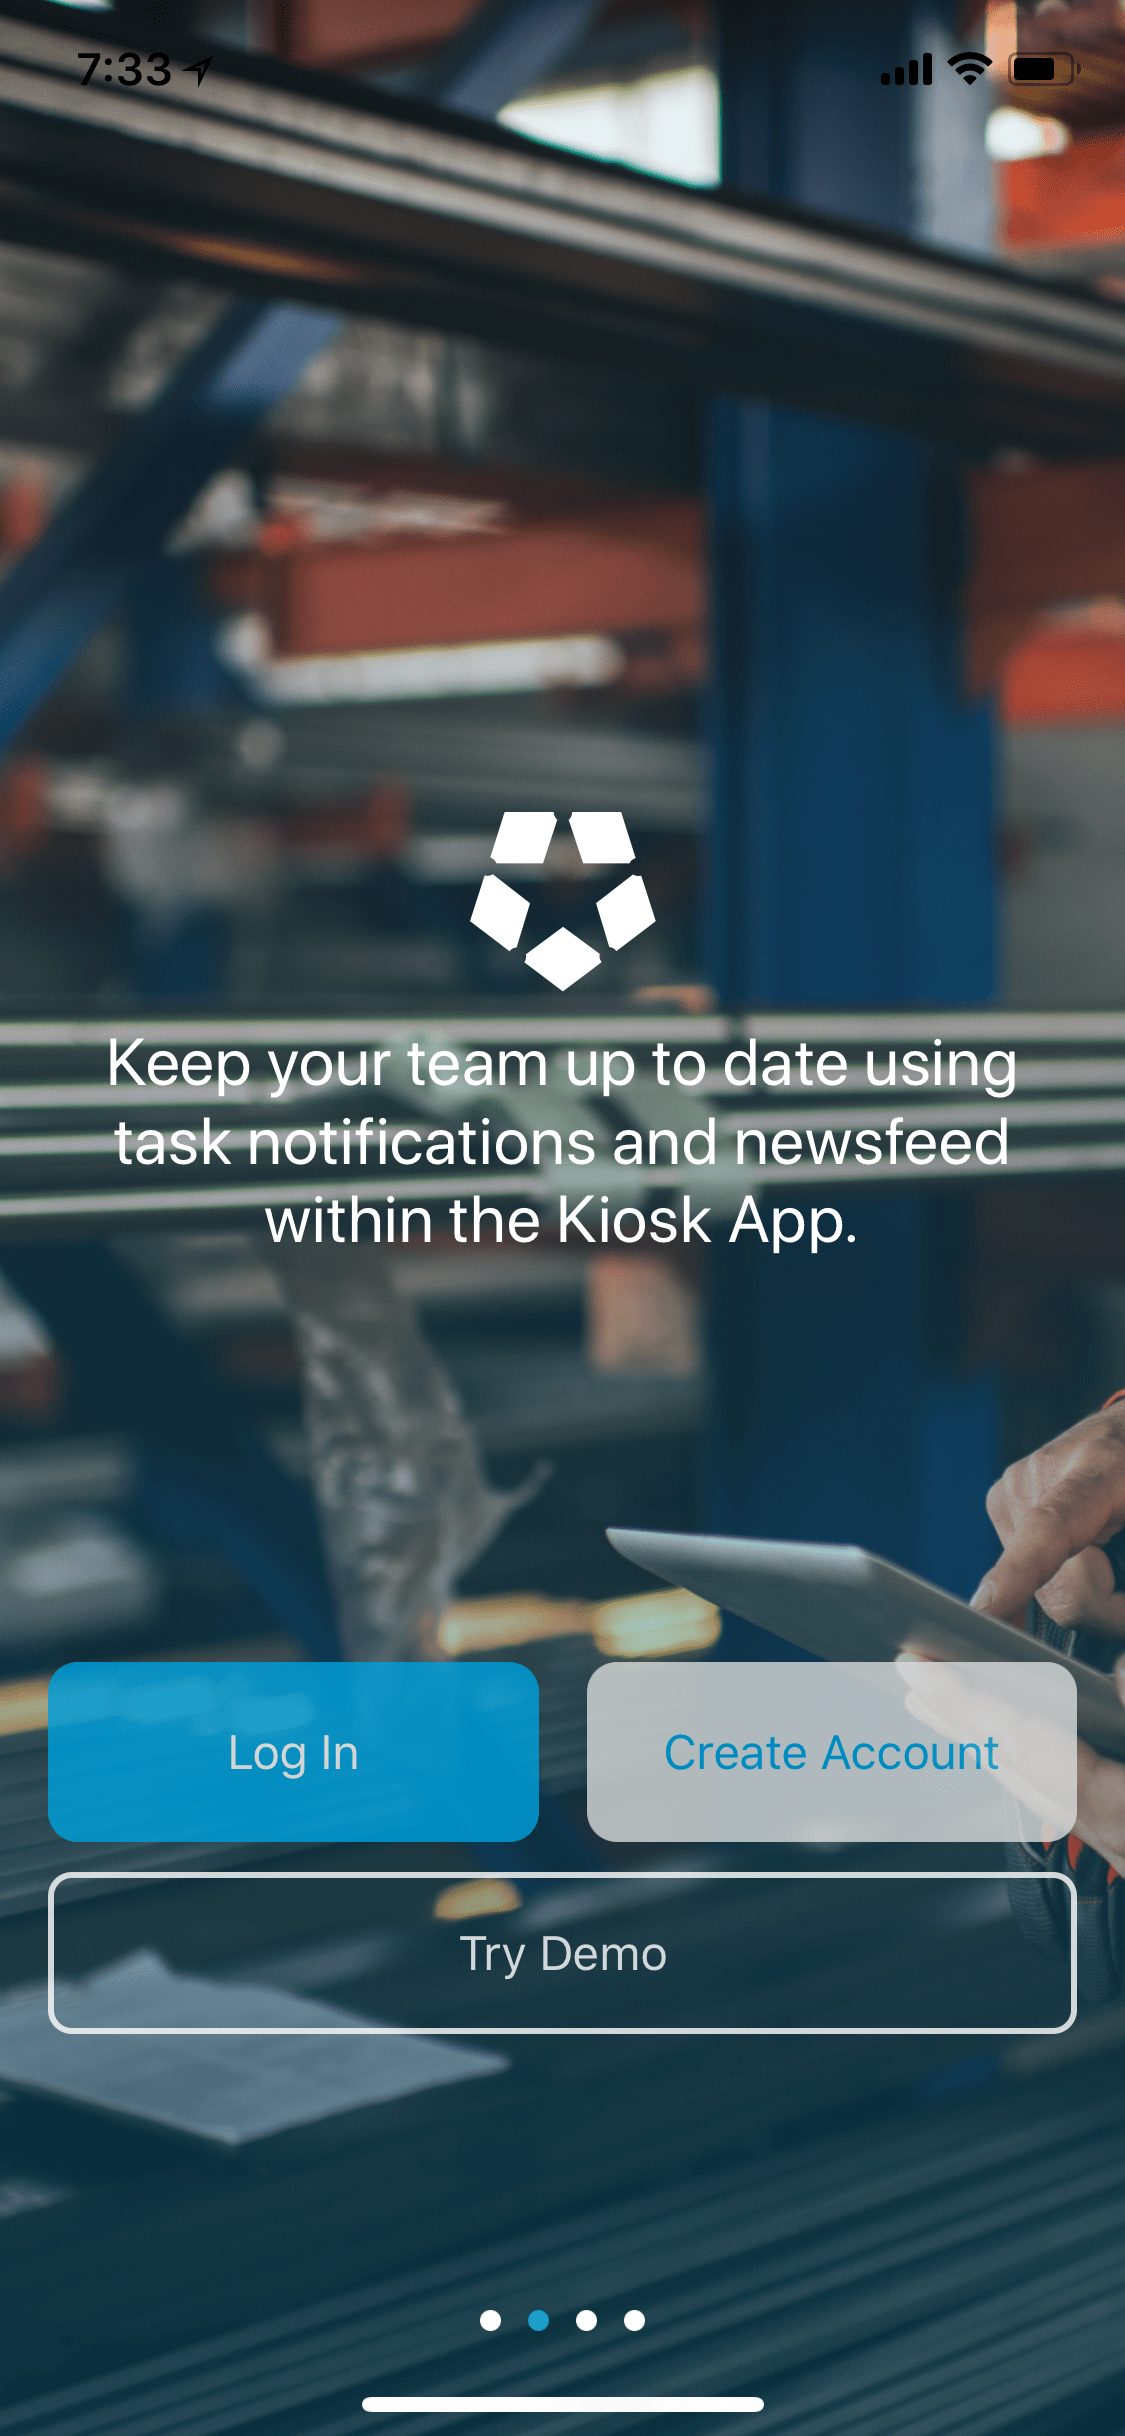 7:33
Keep your team up to date using
task notifications and newsfeed
within the Kiosk App.
Log In
Create Account
Try Demo